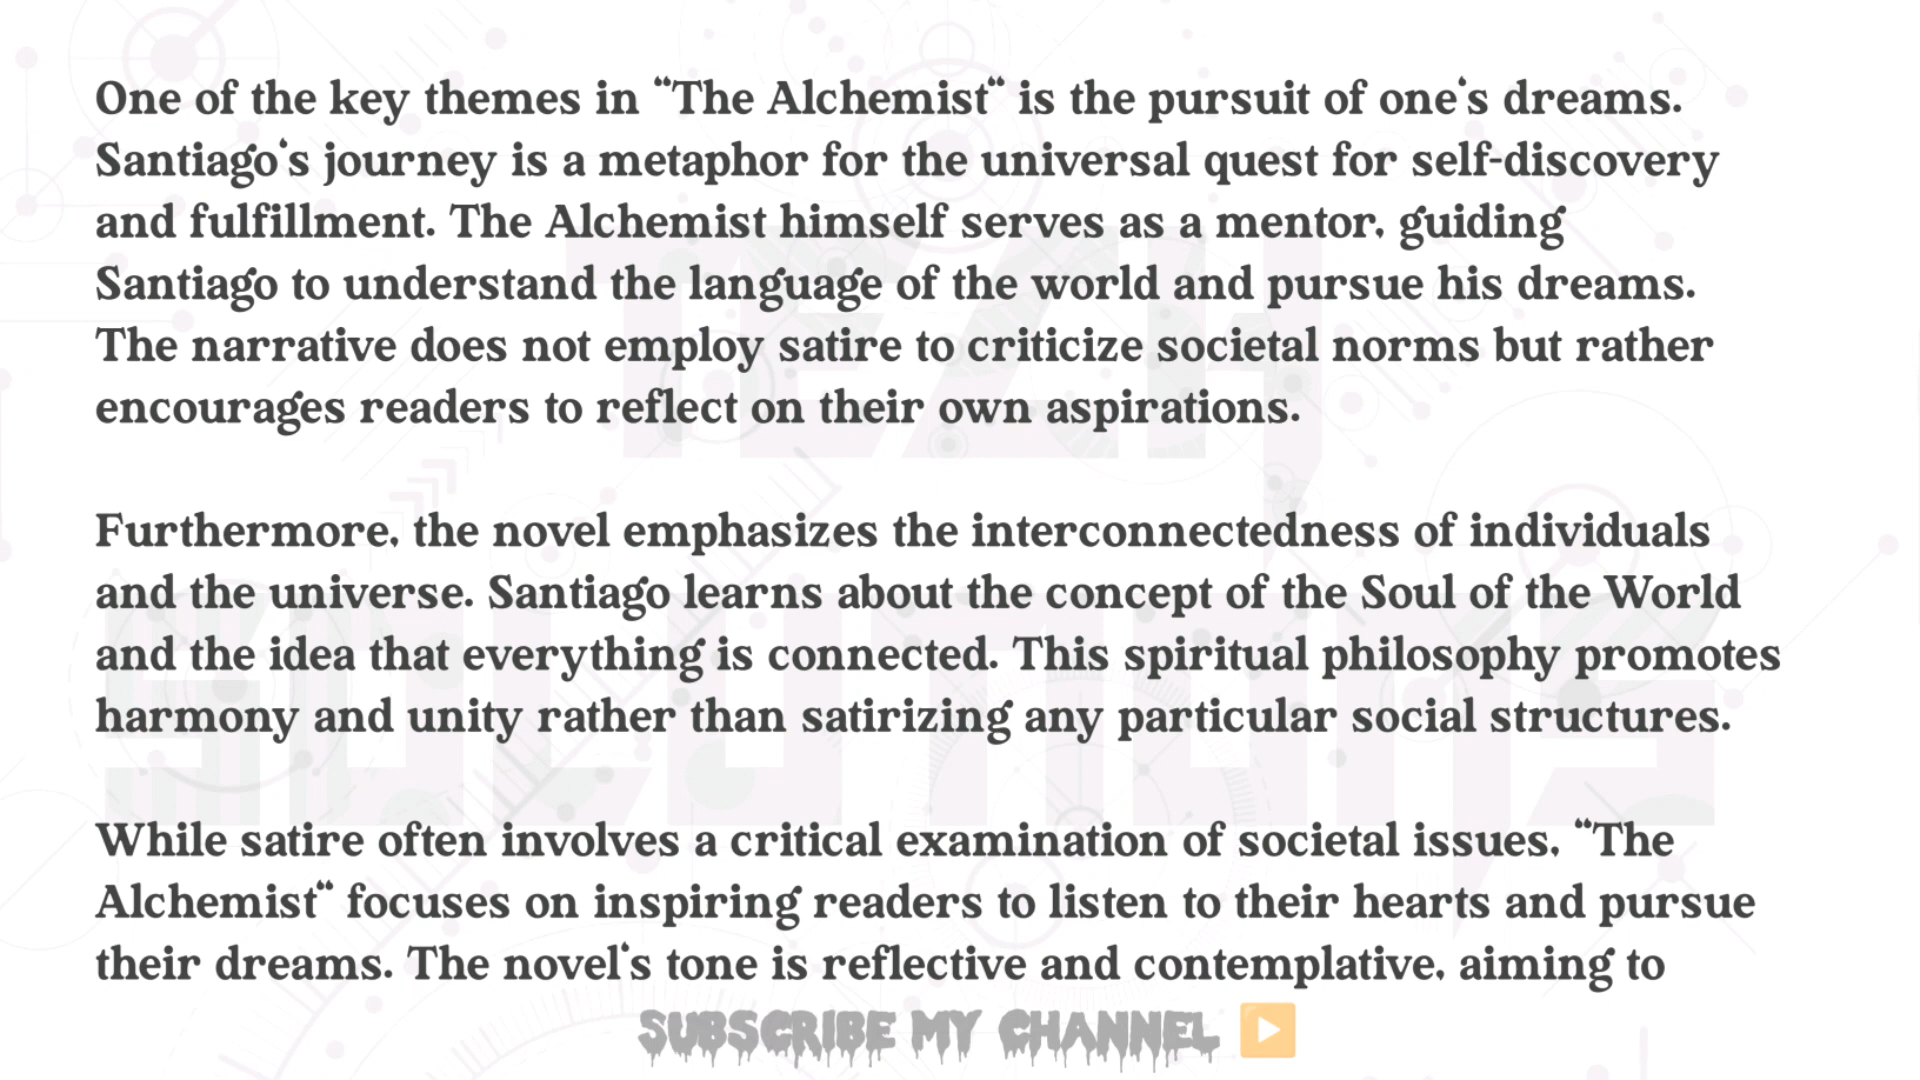 One of the key themes in “The Alchemist“ is the pursuit of one‘s dreams.
Santiago‘s journey is a metaphor for the universal quest for self-discovery
and fulfillment. The Alchemist himself serves as a mentor, guiding
Santiago to understand the language of the world and pursue his dreams.
The narrative does not employ satire to criticize societal norms but rather
encourages readers to reflect on their own aspirations.
Furthermore, the novel emphasizes the interconnectedness of individuals
and the universe. Santiago learns about the concept of the Soul of the World
and the idea that everything is connected. This spiritual philosophy promotes
harmony and unity rather than satirizing any particular social structures.
While satire often involves a critical examination of societal issues, “The
Alchemist“ focuses on inspiring readers to listen to their hearts and pursue
their dreams. The novel‘s tone is reflective and contemplative, aiming to
SUBSCRIBE MY CHANNEL